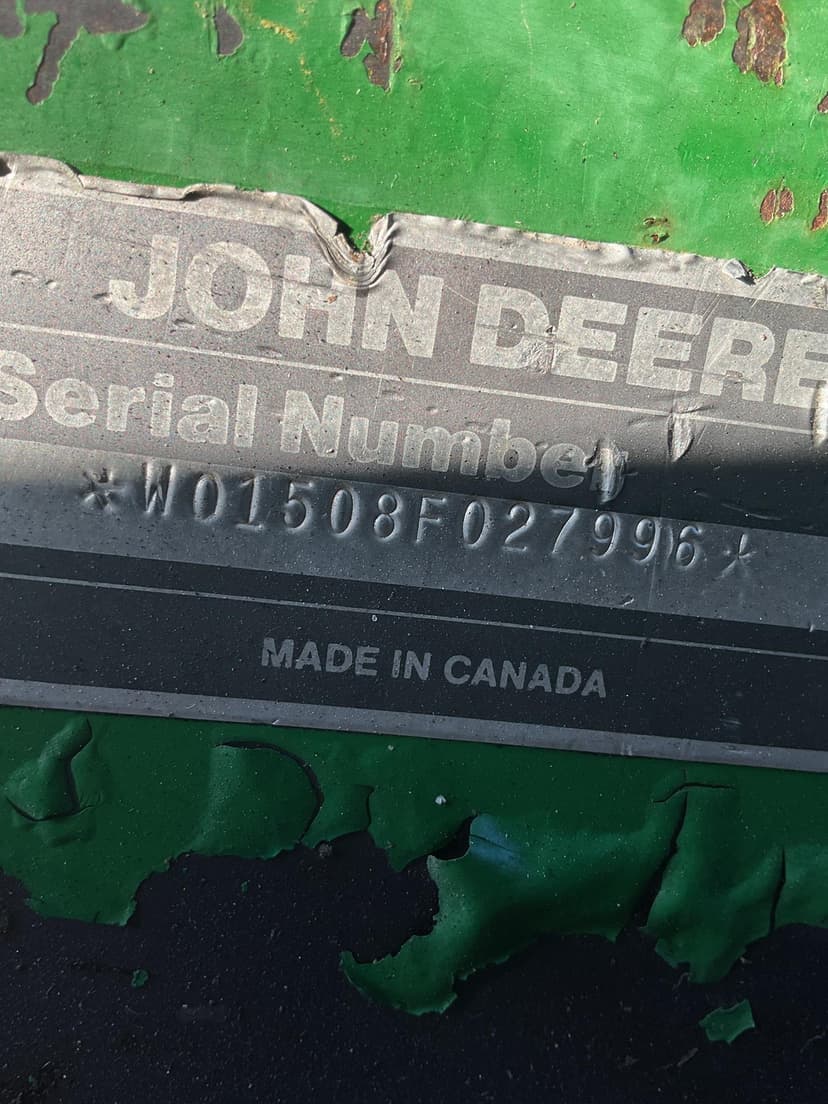 JOHN DEERE
Serial Number
*W01508F027996*
MADE IN CANADA